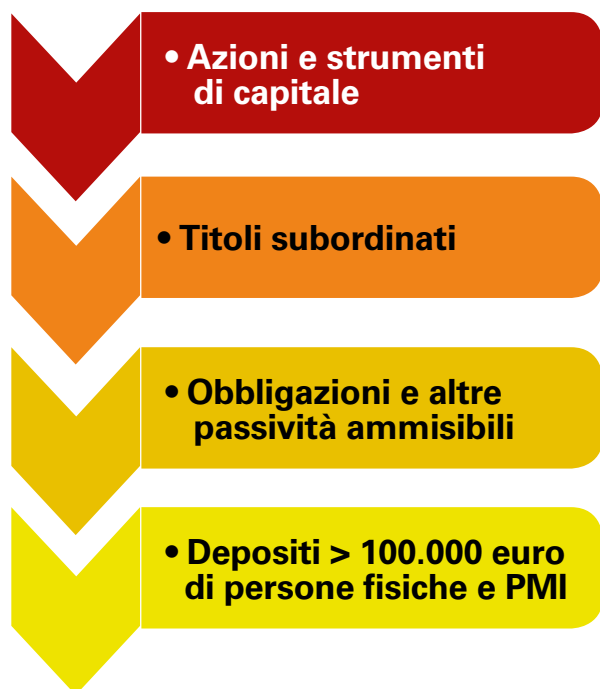 • Azioni e strumenti
di capitale
• Titoli subordinati
• Obbligazioni e altre
passività ammisibili
• Depositi > 100.000 euro
di persone fisiche e PMI